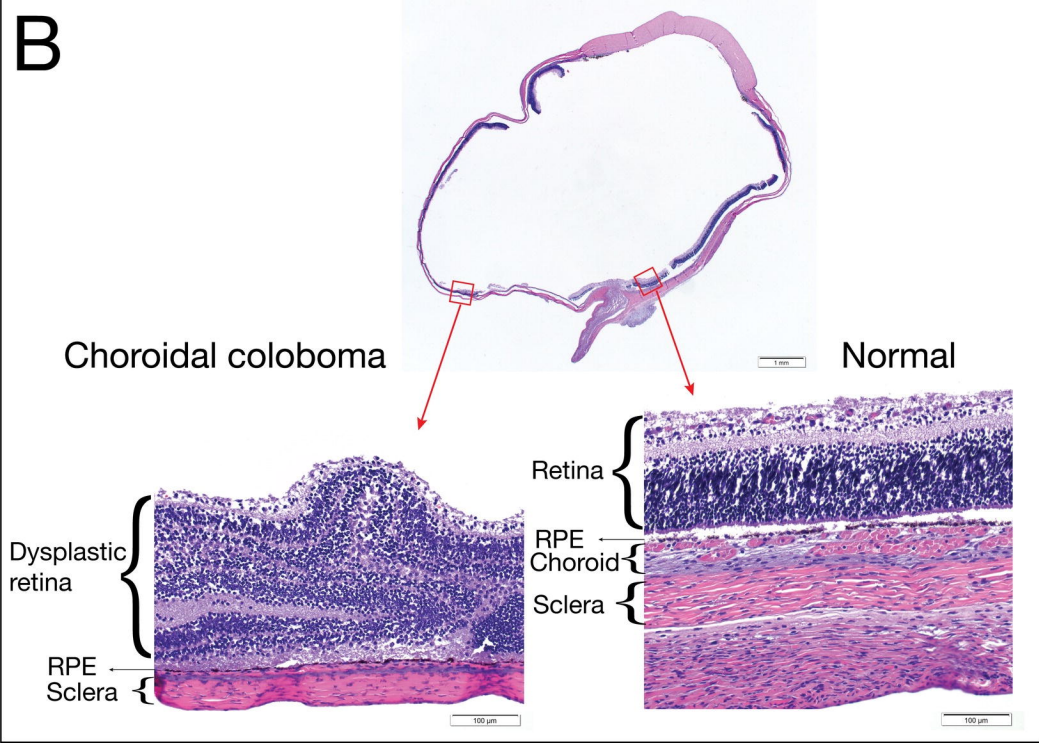 B
1 mm
Choroidal coloboma
Normal
Retina
RPE
Choroid
Sclera
Dysplastic
retina
RPE
Sclera
100 µm
100 µm